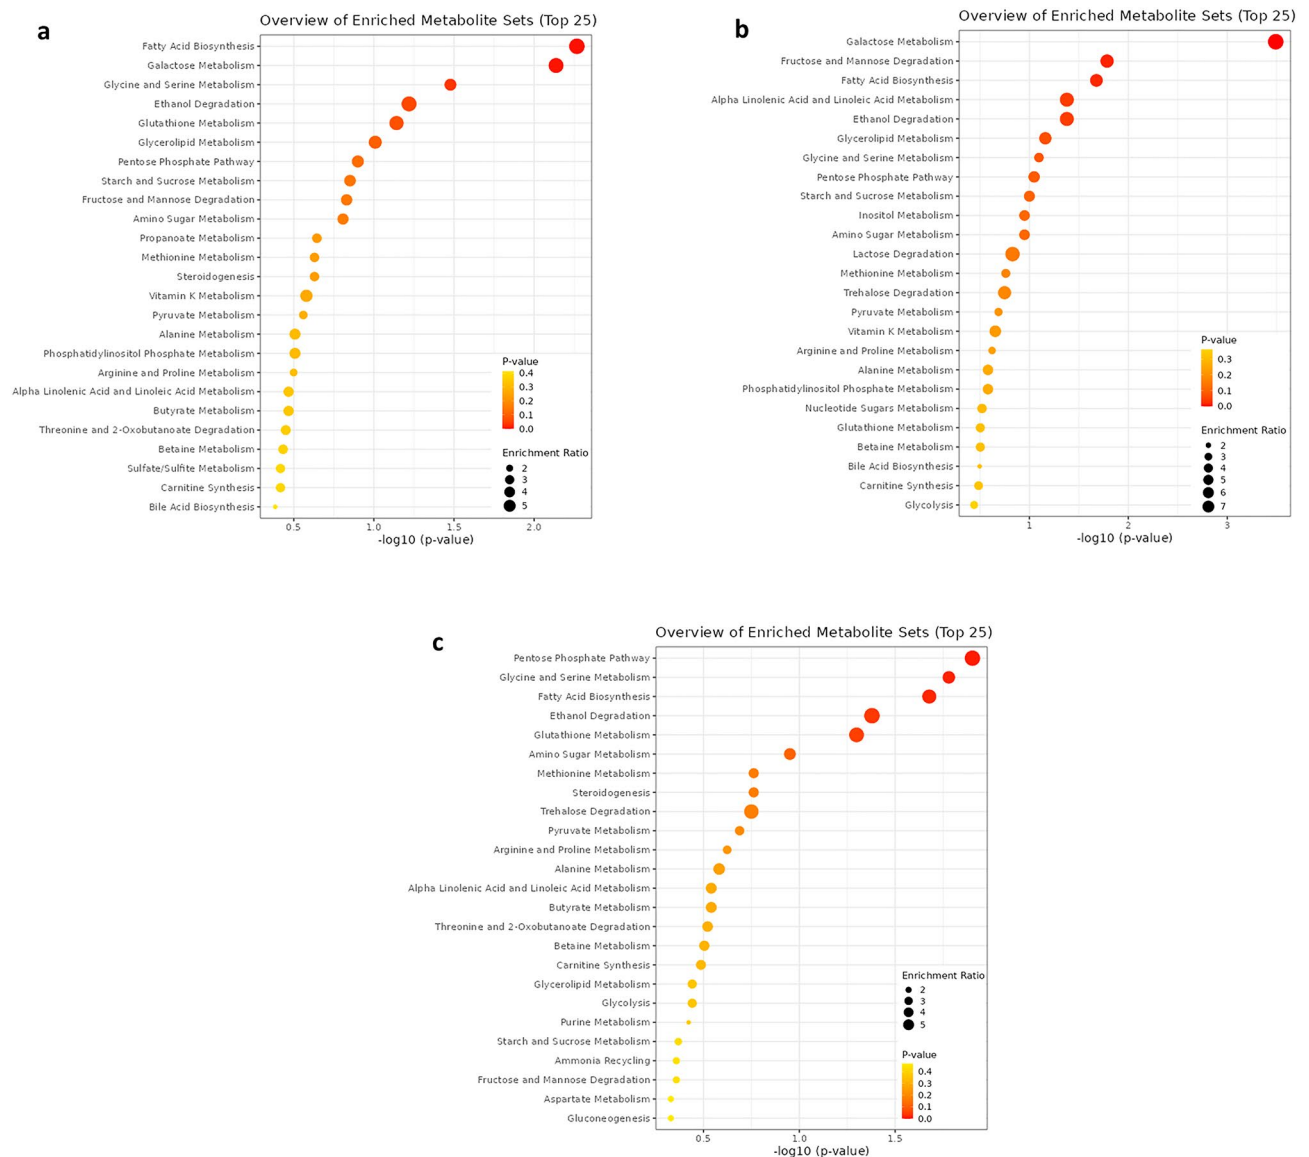 a
Overview of Enriched Metabolite Sets (Top 25)
Fatty Acid Biosynthesis
Galactose Metabolism
Glycine and Serine Metabolism
Ethanol Degradation
Glutathione Metabolism
Glycerolipid Metabolism
Pentose Phosphate Pathway
Starch and Sucrose Metabolism
Fructose and Mannose Degradation
Amino Sugar Metabolism
Propanoate Metabolism
Methionine Metabolism
Steroidogenesis
Vitamin K Metabolism
Pyruvate Metabolism
Alanine Metabolism
Phosphatidylinositol Phosphate Metabolism
Arginine and Proline Metabolism
Alpha Linolenic Acid and Linoleic Acid Metabolism
Butyrate Metabolism
Threonine and 2-Oxobutanoate Degradation
Betaine Metabolism
Sulfate/Sulfite Metabolism
Carnitine Synthesis
Bile Acid Biosynthesis
P-value
0.4
0.3
0.2
0.1
0.0
Enrichment Ratio
2
3
4
5
0.5 1.0 1.5 2.0
-log10 (p-value)
b
Overview of Enriched Metabolite Sets (Top 25)
Galactose Metabolism
Fructose and Mannose Degradation
Fatty Acid Biosynthesis
Alpha Linolenic Acid and Linoleic Acid Metabolism
Ethanol Degradation
Glycerolipid Metabolism
Glycine and Serine Metabolism
Pentose Phosphate Pathway
Starch and Sucrose Metabolism
Inositol Metabolism
Amino Sugar Metabolism
Lactose Degradation
Methionine Metabolism
Trehalose Degradation
Pyruvate Metabolism
Vitamin K Metabolism
Arginine and Proline Metabolism
Alanine Metabolism
Phosphatidylinositol Phosphate Metabolism
Nucleotide Sugars Metabolism
Glutathione Metabolism
Betaine Metabolism
Bile Acid Biosynthesis
Carnitine Synthesis
Glycolysis
P-value
0.3
0.2
0.1
0.0
Enrichment Ratio
2
3
4
5
6
7
1 2 3
-log10 (p-value)
c
Overview of Enriched Metabolite Sets (Top 25)
Pentose Phosphate Pathway
Glycine and Serine Metabolism
Fatty Acid Biosynthesis
Ethanol Degradation
Glutathione Metabolism
Amino Sugar Metabolism
Methionine Metabolism
Steroidogenesis
Trehalose Degradation
Pyruvate Metabolism
Arginine and Proline Metabolism
Alanine Metabolism
Alpha Linolenic Acid and Linoleic Acid Metabolism
Butyrate Metabolism
Threonine and 2-Oxobutanoate Degradation
Betaine Metabolism
Carnitine Synthesis
Glycerolipid Metabolism
Glycolysis
Purine Metabolism
Starch and Sucrose Metabolism
Ammonia Recycling
Fructose and Mannose Degradation
Aspartate Metabolism
Gluconeogenesis
Enrichment Ratio
2
3
4
5
P-value
0.4
0.3
0.2
0.1
0.0
0.5 1.0 1.5
-log10 (p-value)